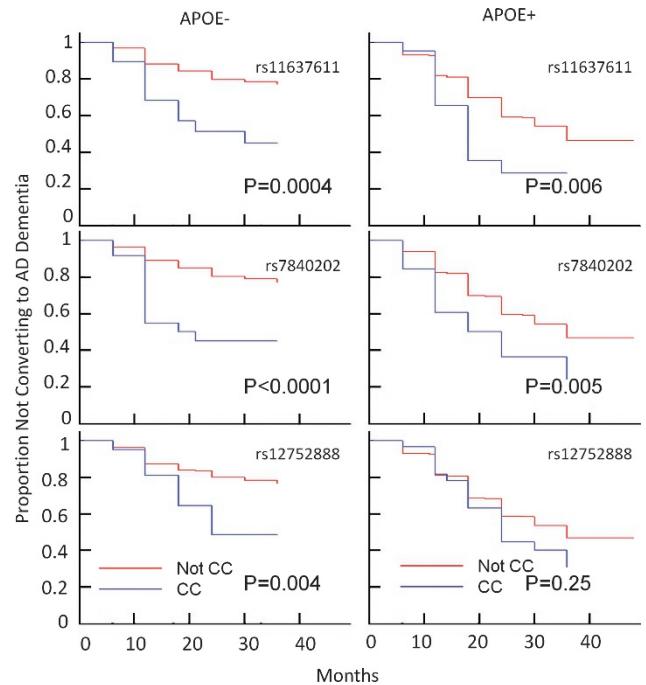 APOE-
APOE+
Proportion Not Converting to AD Dementia
1
0.8
0.6
0.4
0.2
0
rs11637611
P=0.0004
rs11637611
P=0.006
1
0.8
0.6
0.4
0.2
0
rs7840202
P<0.0001
rs7840202
P=0.005
1
0.8
0.6
0.4
0.2
0
rs12752888
Not CC
CC
P=0.004
rs12752888
Not CC
CC
P=0.25
0 10 20 30 40
0 10 20 30 40
Months